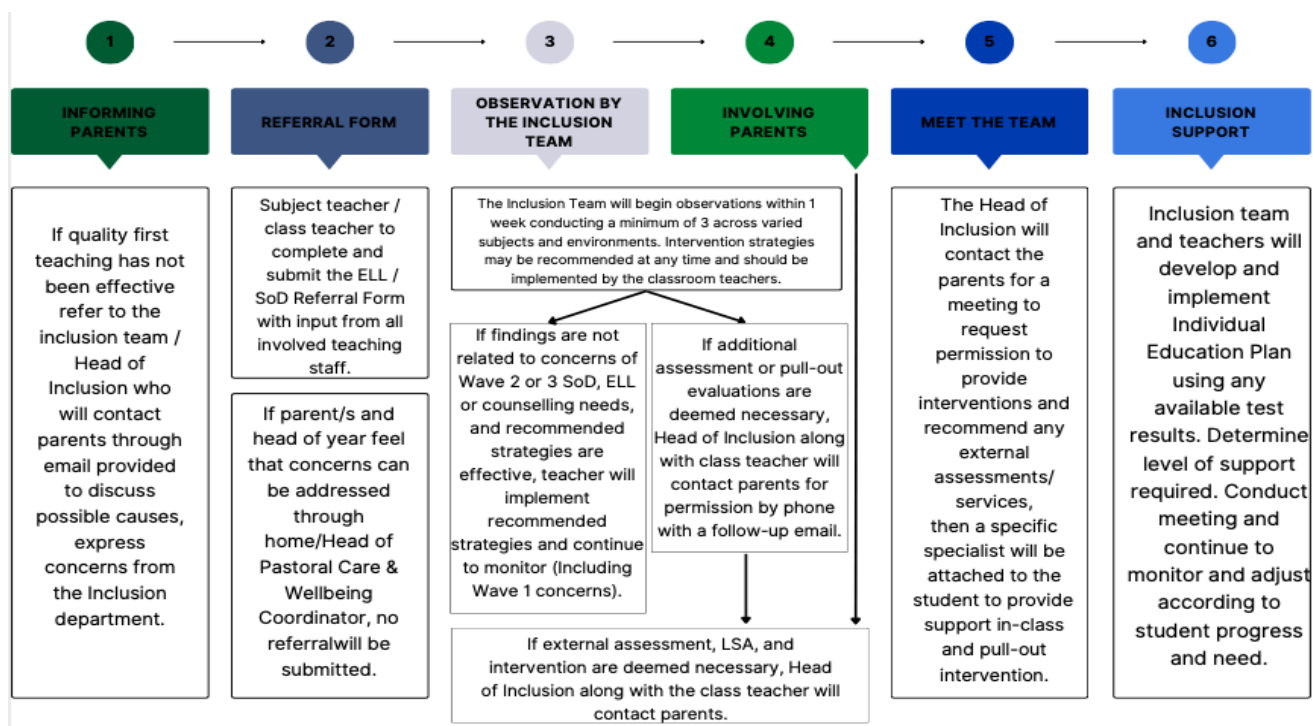 1
2
3
4
5
6
INFORMING
PARENTS
REFERRAL FORM
OBSERVATION BY
THE INCLUSION
TEAM
INVOLVING
PARENTS
MEET THE TEAM
INCLUSION
SUPPORT
If quality first
teaching has not
been effective
refer to the
inclusion team /
Head of
Inclusion who
will contact
parents through
email provided
to discuss
possible causes,
express
concerns from
the Inclusion
department.
Subject teacher /
class teacher to
complete and
submit the ELL /
SoD Referral Form
with input from all
involved teaching
staff.
If parent/s and
head of year feel
that concerns can
be addressed
through
home/Head of
Pastoral Care &
Wellbeing
Coordinator, no
referralwill be
submitted.
The Inclusion Team will begin observations within 1
week conducting a minimum of 3 across varied
subjects and environments. Intervention strategies
may be recommended at any time and should be
implemented by the classroom teachers.
If findings are not
related to concerns of
Wave 2 or 3 SoD, ELL
or counselling needs,
and recommended
strategies are
effective, teacher will
implement
recommended
strategies and continue
to monitor (Including
Wave 1 concerns).
If additional
assessment or pull-out
evaluations are
deemed necessary,
Head of Inclusion along
with class teacher will
contact parents for
permission by phone
with a follow-up email.
If external assessment, LSA, and
intervention are deemed necessary, Head
of Inclusion along with the class teacher will
contact parents.
The Head of
Inclusion will
contact the
parents for a
meeting to
request
permission to
provide
interventions and
recommend any
external
assessments/
services,
then a specific
specialist will be
attached to the
student to provide
support in-class
and pull-out
intervention.
Inclusion team
and teachers will
develop and
implement
Individual
Education Plan
using any
available test
results. Determine
level of support
required. Conduct
meeting and
continue to
monitor and adjust
according to
student progress
and need.